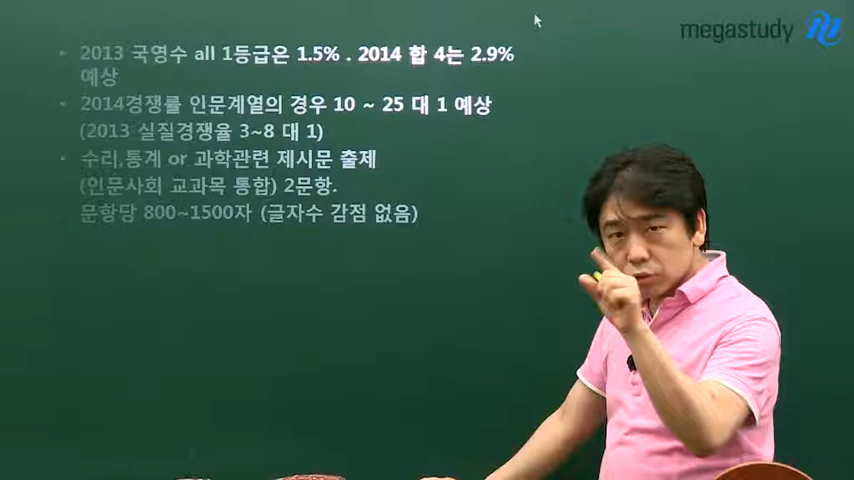 megastudy
2013 국영수 all 1등급은 1.5% . 2014 합 4는 2.9%
예상
2014경쟁률 인문계열의 경우 10 ~ 25 대 1 예상
(2013 실질경쟁율 3~8 대 1)
수리,통계 or 과학관련 제시문 출제
(인문사회 교과목 통합) 2문항.
문항당 800~1500자 (글자수 감점 없음)